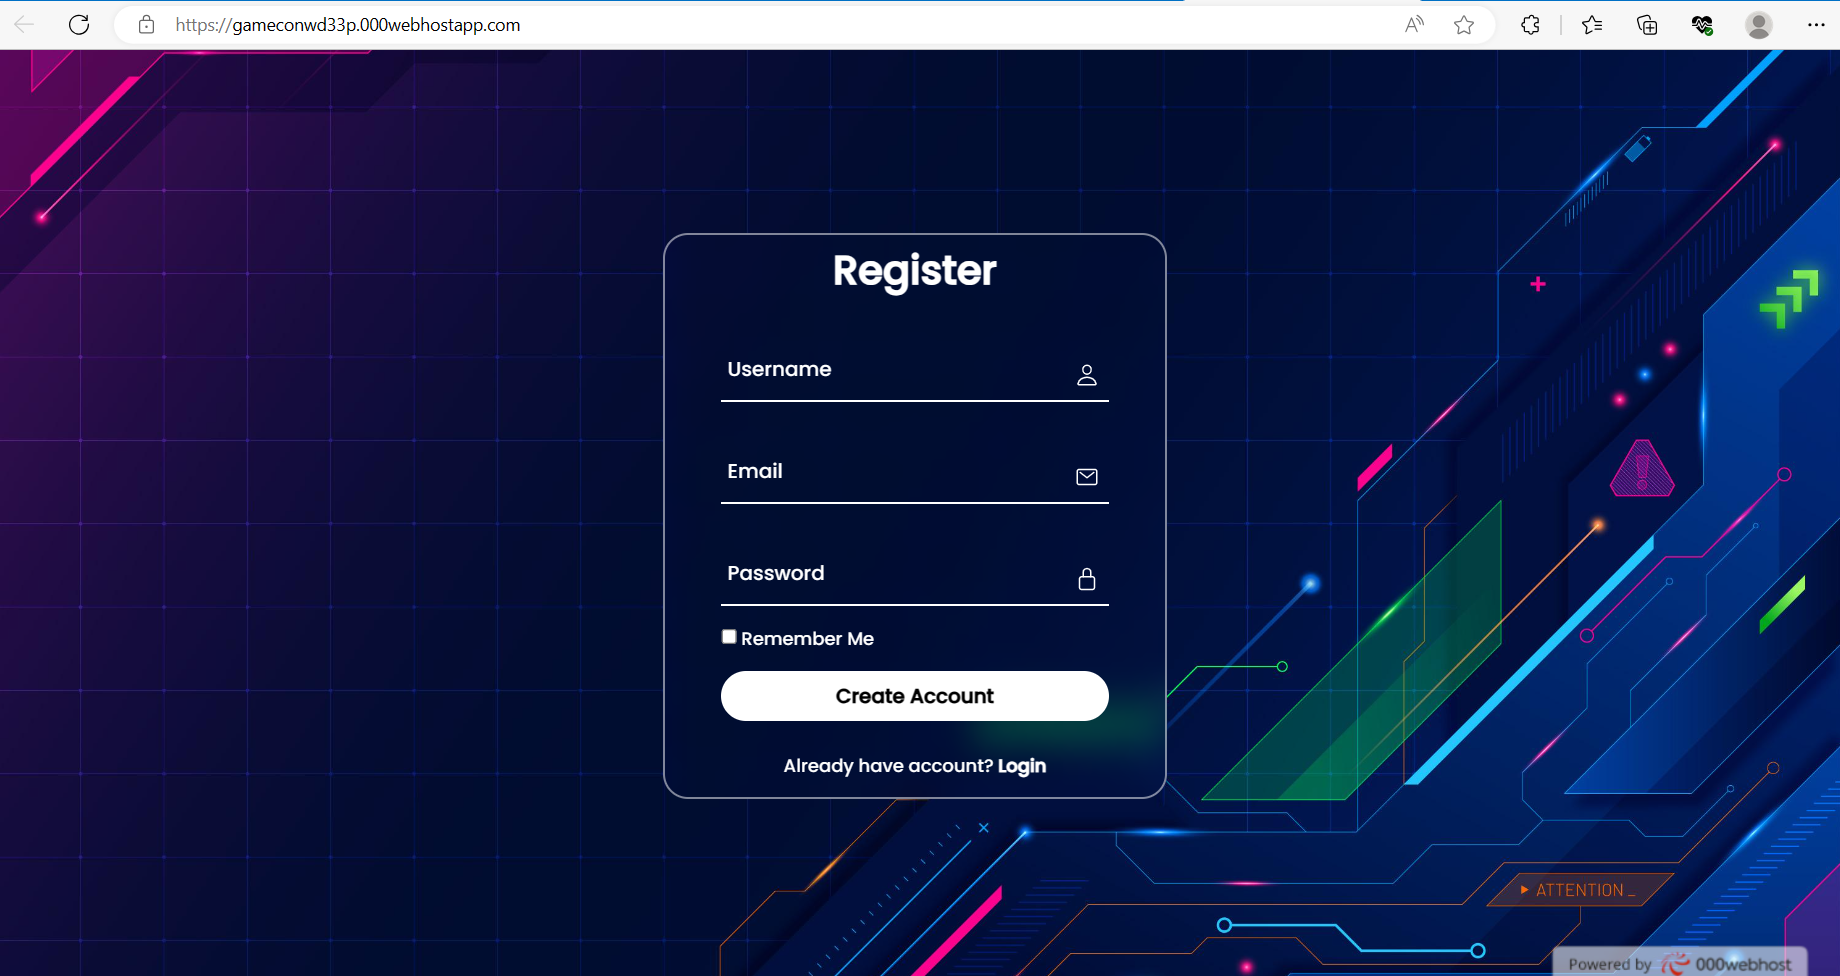 https://gameconwd33p.000webhostapp.com
Register
Username
Email
Password
Remember Me
Create Account
Already have account? Login
ATTENTION _
Powered by 000webhost